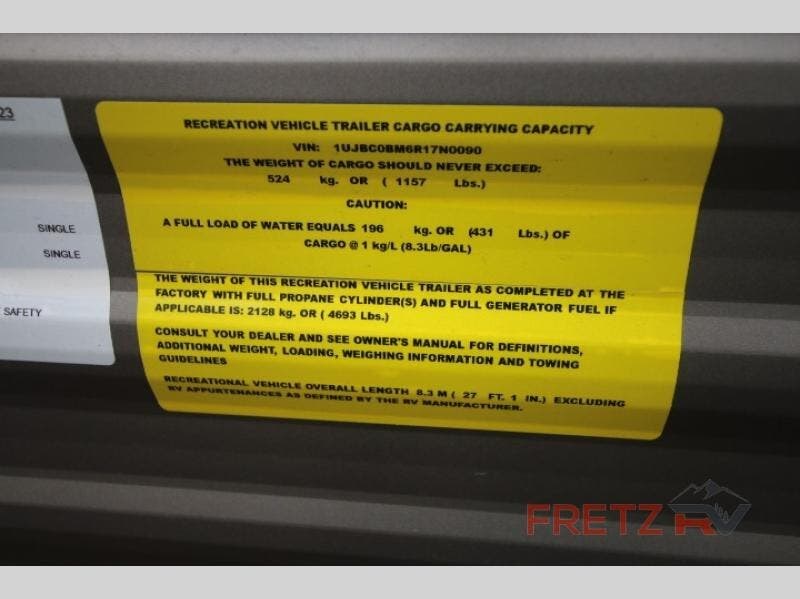 23
SINGLE
SINGLE
SAFETY
RECREATION VEHICLE TRAILER CARGO CARRYING CAPACITY
VIN: 1UJBC0BM6R17N0090
THE WEIGHT OF CARGO SHOULD NEVER EXCEED:
524 kg. OR ( 1157 Lbs.)
CAUTION:
A FULL LOAD OF WATER EQUALS 196 kg. OR (431 Lbs.) OF
CARGO @ 1 kg/L (8.3Lb/GAL)
THE WEIGHT OF THIS RECREATION VEHICLE TRAILER AS COMPLETED AT THE
FACTORY WITH FULL PROPANE CYLINDER(S) AND FULL GENERATOR FUEL IF
APPLICABLE IS: 2128 kg. OR ( 4693 Lbs.)
CONSULT YOUR DEALER AND SEE OWNER'S MANUAL FOR DEFINITIONS,
ADDITIONAL WEIGHT, LOADING, WEIGHING INFORMATION AND TOWING
GUIDELINES
RECREATIONAL VEHICLE OVERALL LENGTH 8.3 M ( 27 FT. 1 IN.) EXCLUDING
RV APPURTENANCES AS DEFINED BY THE RV MANUFACTURER.
FRETZ RV